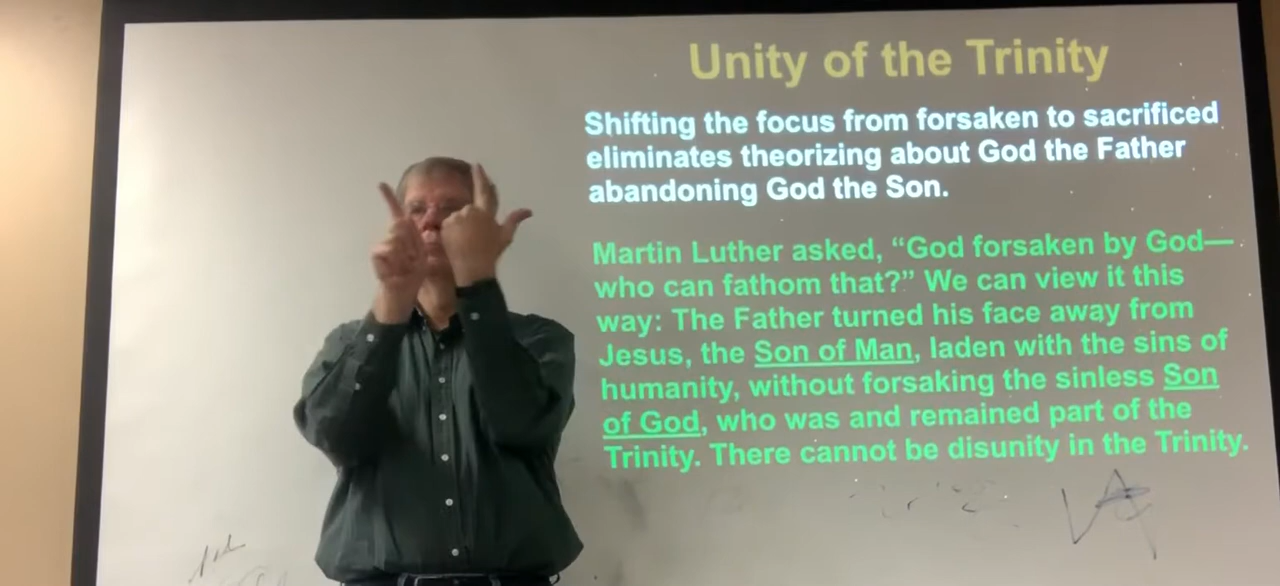 Unity of the Trinity
Shifting the focus from forsaken to sacrificed
eliminates theorizing about God the Father
abandoning God the Son.
Martin Luther asked, “God forsaken by God—
who can fathom that?” We can view it this
way: The Father turned his face away from
Jesus, the Son of Man, laden with the sins of
humanity, without forsaking the sinless Son
of God, who was and remained part of the
Trinity. There cannot be disunity in the Trinity.